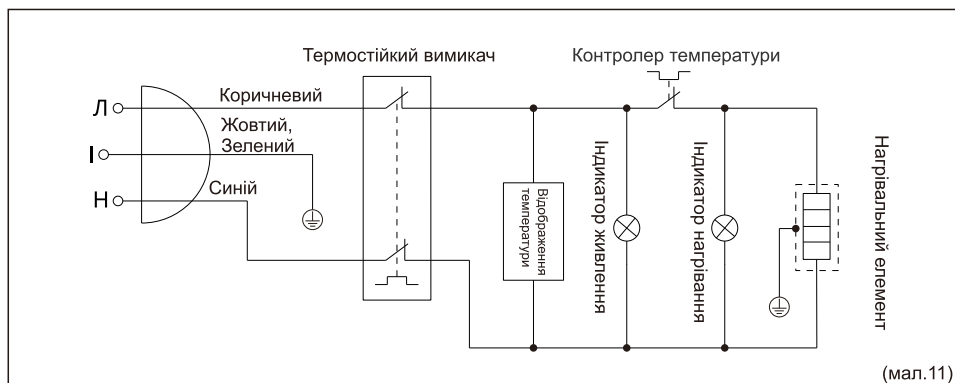 Термостійкий вимикач
Контролер температури
Л
Коричневий
І
Жовтий,
Зелений
Н
Синій
Відображення
температури
Індикатор живлення
Індикатор нагрівання
Нагрівальний елемент
(мал.11)